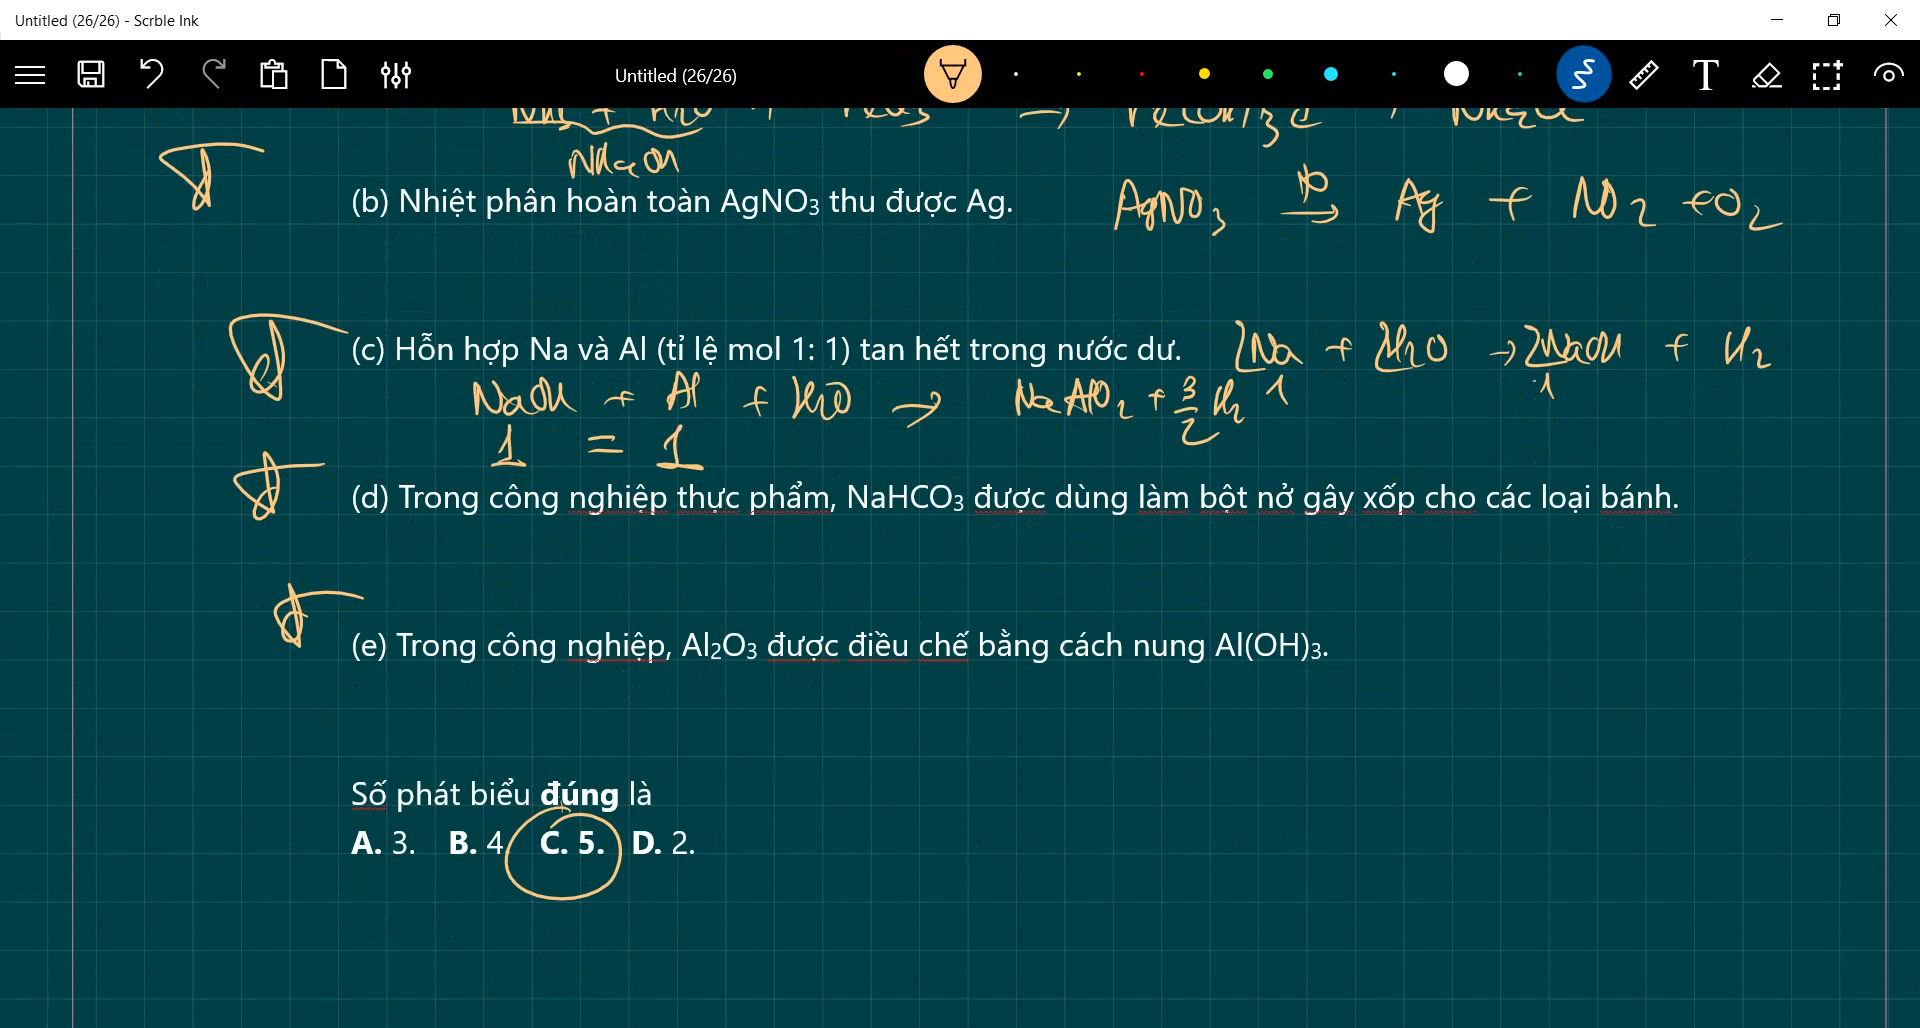 Untitled (26/26) - Scrble Ink
Untitled (26/26)
NH₄OH
(b) Nhiệt phân hoàn toàn AgNO₃ thu được Ag.
AgNO₃ →(t⁰) Ag + NO₂ + O₂
(c) Hỗn hợp Na và Al (tỉ lệ mol 1: 1) tan hết trong nước dư.
2Na + 2H₂O → 2NaOH + H₂
1 1
NaOH + Al + H₂O → NaAlO₂ + 3/2 H₂
1 = 1
(d) Trong công nghiệp thực phẩm, NaHCO₃ được dùng làm bột nở gây xốp cho các loại bánh.
(e) Trong công nghiệp, Al₂O₃ được điều chế bằng cách nung Al(OH)₃.
Số phát biểu đúng là
A. 3. B. 4. C. 5. D. 2.